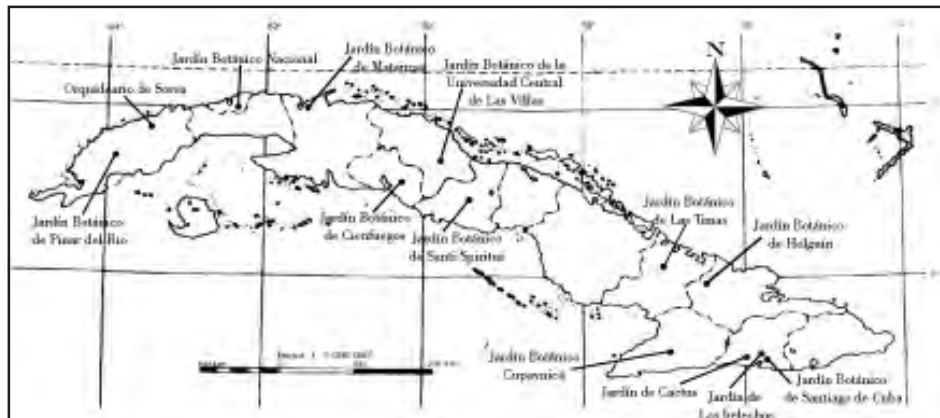 Jardín Botánico Nacional
Jardín Botánico
de Matanzas
Jardín Botánico de la
Universidad Central
de Las Villas
Orquideario de Soroa
N
Jardín Botánico
de Pinar del Río
Jardín Botánico
de Cienfuegos
Jardín Botánico
de Sancti Spíritus
Jardín Botánico
de Las Tunas
Jardín Botánico
de Holguín
Jardín Botánico
Cupaynicú
Jardín de Cactus
Jardín de
Los helechos
Jardín Botánico
de Santiago de Cuba